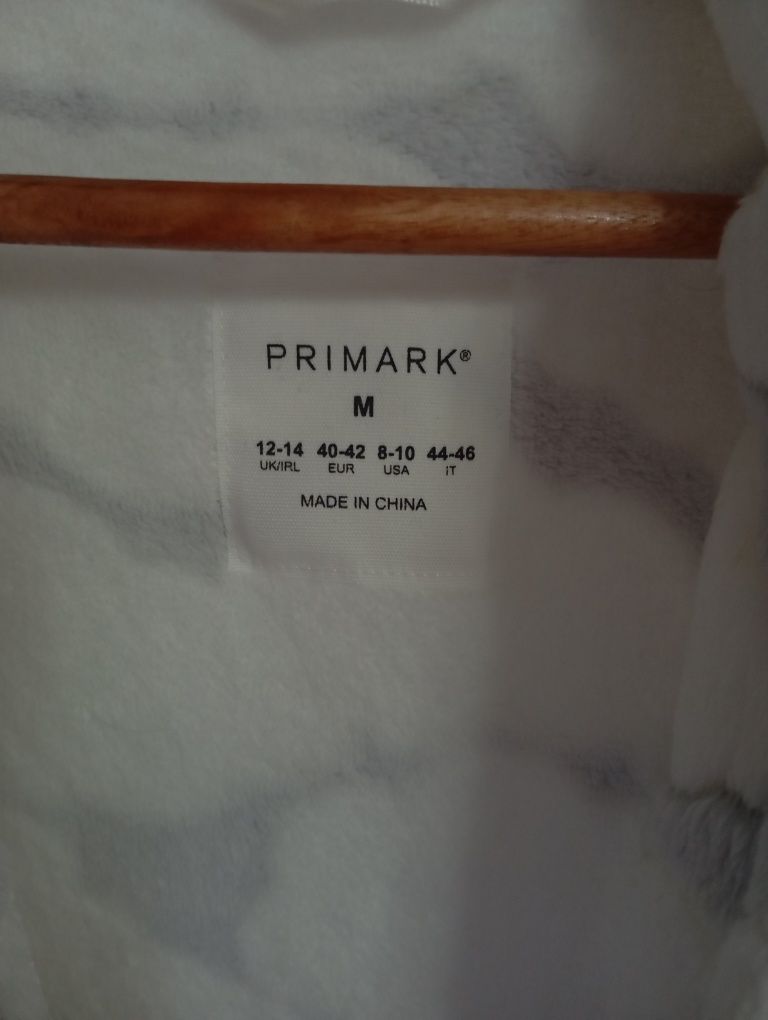 PRIMARK®
M
12-14 40-42 8-10 44-46
UK/IRL EUR USA IT
MADE IN CHINA